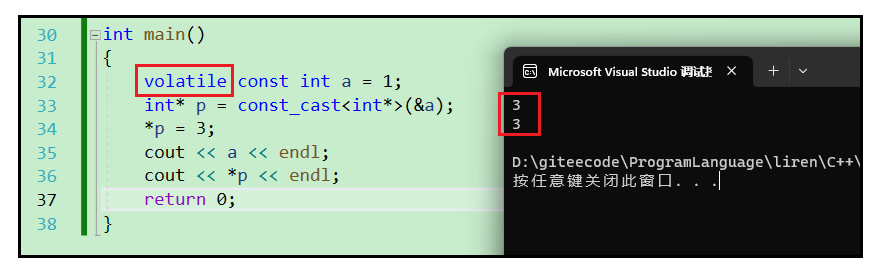 30 int main()
31 {
32 volatile const int a = 1;
33 int* p = const_cast<int*>(&a);
34 *p = 3;
35 cout << a << endl;
36 cout << *p << endl;
37 return 0;
38 }
Microsoft Visual Studio 调试
3
3
D:\giteecode\ProgramLanguage\liren\C++\
按任意键关闭此窗口. . .